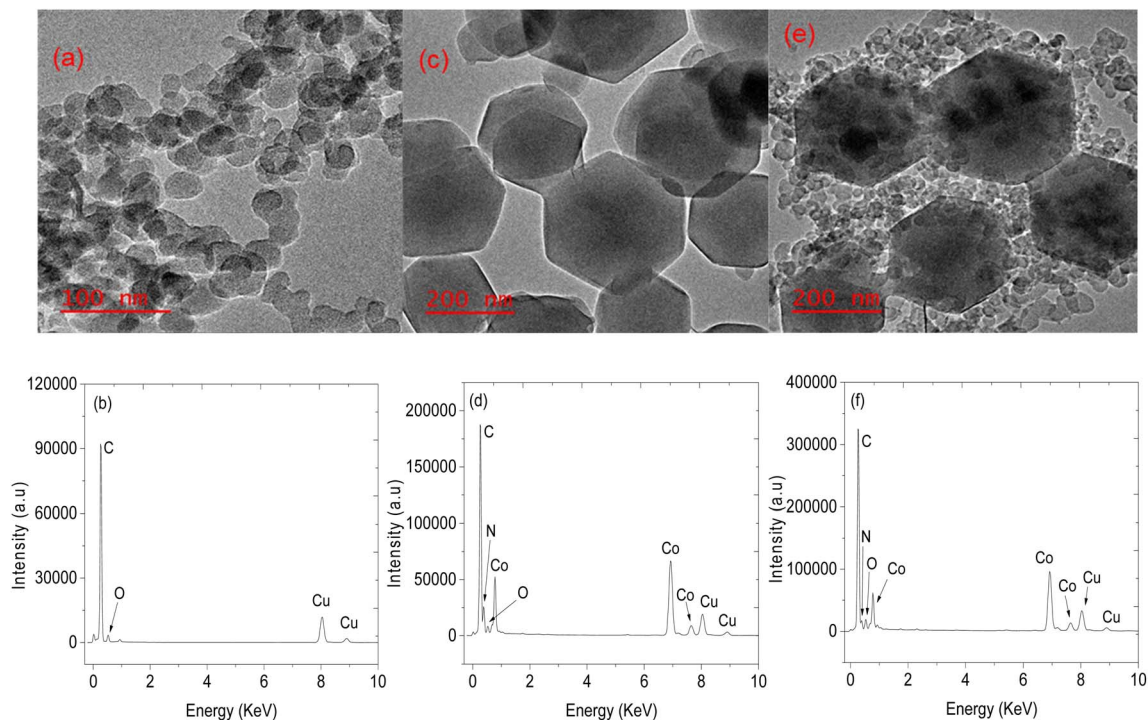 (a)
100 nm
(c)
200 nm
(e)
200 nm
(b)
120000
90000
60000
30000
0
C
O
Cu
Cu
0 2 4 6 8 10
Energy (KeV)
Intensity (a.u)
(d)
200000
150000
100000
50000
0
C
N
Co
O
Co
Co
Cu
Cu
0 2 4 6 8 10
Energy (KeV)
Intensity (a.u)
(f)
400000
300000
200000
100000
0
C
N
O
Co
Co
Co
Cu
Cu
0 2 4 6 8 10
Energy (KeV)
Intensity (a.u)